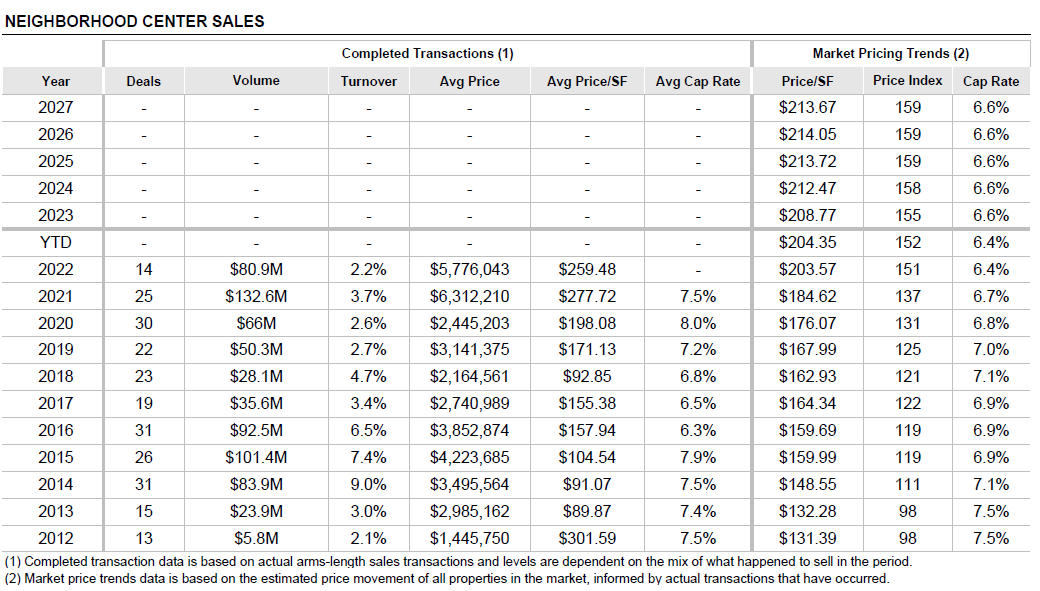 NEIGHBORHOOD CENTER SALES
Completed Transactions (1) Market Pricing Trends (2)
Year Deals Volume Turnover Avg Price Avg Price/SF Avg Cap Rate Price/SF Price Index Cap Rate
2027 - - - - - - $213.67 159 6.6%
2026 - - - - - - $214.05 159 6.6%
2025 - - - - - - $213.72 159 6.6%
2024 - - - - - - $212.47 158 6.6%
2023 - - - - - - $208.77 155 6.6%
YTD - - - - - - $204.35 152 6.4%
2022 14 $80.9M 2.2% $5,776,043 $259.48 - $203.57 151 6.4%
2021 25 $132.6M 3.7% $6,312,210 $277.72 7.5% $184.62 137 6.7%
2020 30 $66M 2.6% $2,445,203 $198.08 8.0% $176.07 131 6.8%
2019 22 $50.3M 2.7% $3,141,375 $171.13 7.2% $167.99 125 7.0%
2018 23 $28.1M 4.7% $2,164,561 $92.85 6.8% $162.93 121 7.1%
2017 19 $35.6M 3.4% $2,740,989 $155.38 6.5% $164.34 122 6.9%
2016 31 $92.5M 6.5% $3,852,874 $157.94 6.3% $159.69 119 6.9%
2015 26 $101.4M 7.4% $4,223,685 $104.54 7.9% $159.99 119 6.9%
2014 31 $83.9M 9.0% $3,495,564 $91.07 7.5% $148.55 111 7.1%
2013 15 $23.9M 3.0% $2,985,162 $89.87 7.4% $132.28 98 7.5%
2012 13 $5.8M 2.1% $1,445,750 $301.59 7.5% $131.39 98 7.5%
(1) Completed transaction data is based on actual arms-length sales transactions and levels are dependent on the mix of what happened to sell in the period.
(2) Market price trends data is based on the estimated price movement of all properties in the market, informed by actual transactions that have occurred.